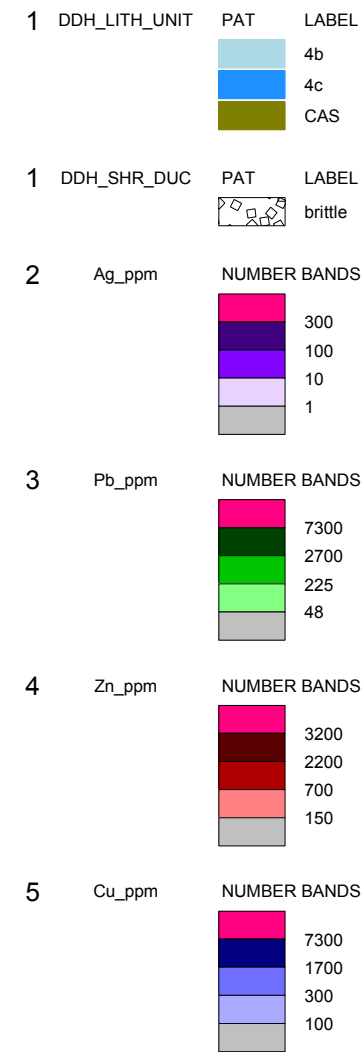 1 DDH_LITH_UNIT PAT LABEL
4b
4c
CAS
1 DDH_SHR_DUC PAT LABEL
brittle
2 Ag_ppm NUMBER BANDS
300
100
10
1
3 Pb_ppm NUMBER BANDS
7300
2700
225
48
4 Zn_ppm NUMBER BANDS
3200
2200
700
150
5 Cu_ppm NUMBER BANDS
7300
1700
300
100